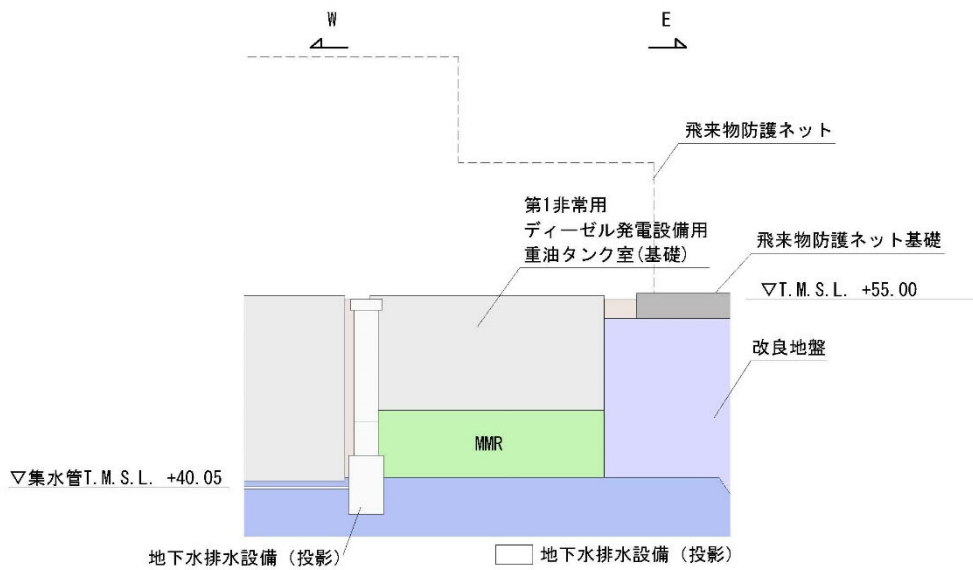 W
E
飛来物防護ネット
第1非常用
ディーゼル発電設備用
重油タンク室(基礎)
飛来物防護ネット基礎
▽T.M.S.L. +55.00
改良地盤
MMR
▽集水管T.M.S.L. +40.05
地下水排水設備（投影）
地下水排水設備（投影）